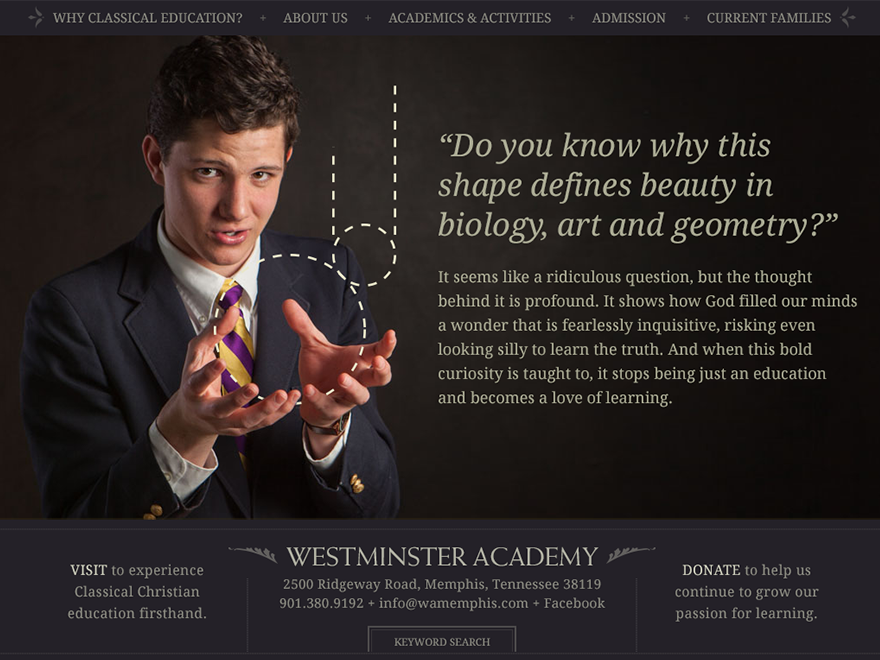 WHY CLASSICAL EDUCATION? + ABOUT US + ACADEMICS & ACTIVITIES + ADMISSION + CURRENT FAMILIES
“Do you know why this
shape defines beauty in
biology, art and geometry?”
It seems like a ridiculous question, but the thought
behind it is profound. It shows how God filled our minds
a wonder that is fearlessly inquisitive, risking even
looking silly to learn the truth. And when this bold
curiosity is taught to, it stops being just an education
and becomes a love of learning.
VISIT to experience
Classical Christian
education firsthand.
WESTMINSTER ACADEMY
2500 Ridgeway Road, Memphis, Tennessee 38119
901.380.9192 + info@wamemphis.com + Facebook
KEYWORD SEARCH
DONATE to help us
continue to grow our
passion for learning.